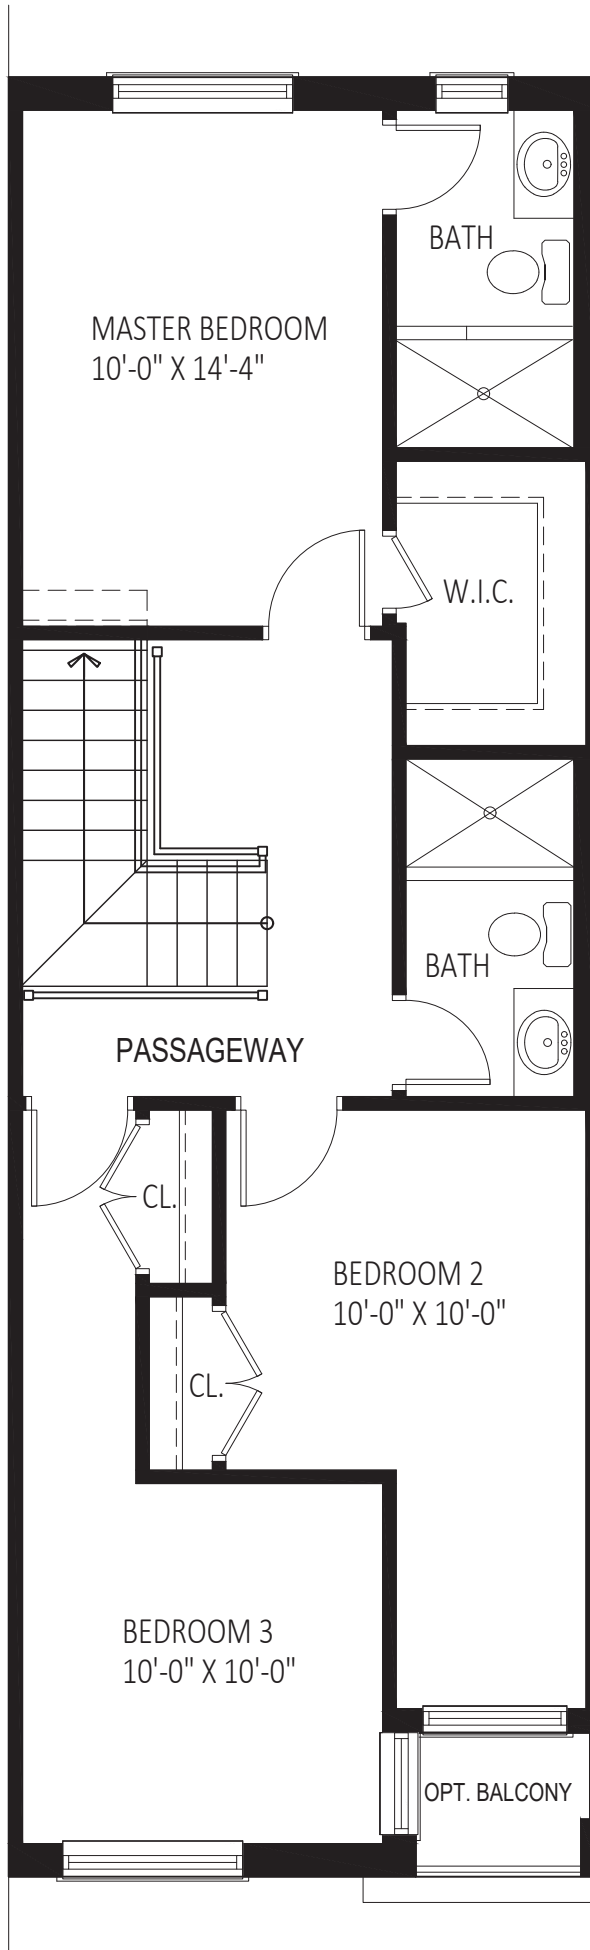 BATH
MASTER BEDROOM
10'-0" X 14'-4"
W.I.C.
BATH
PASSAGEWAY
CL.
BEDROOM 2
10'-0" X 10'-0"
CL.
BEDROOM 3
10'-0" X 10'-0"
OPT. BALCONY